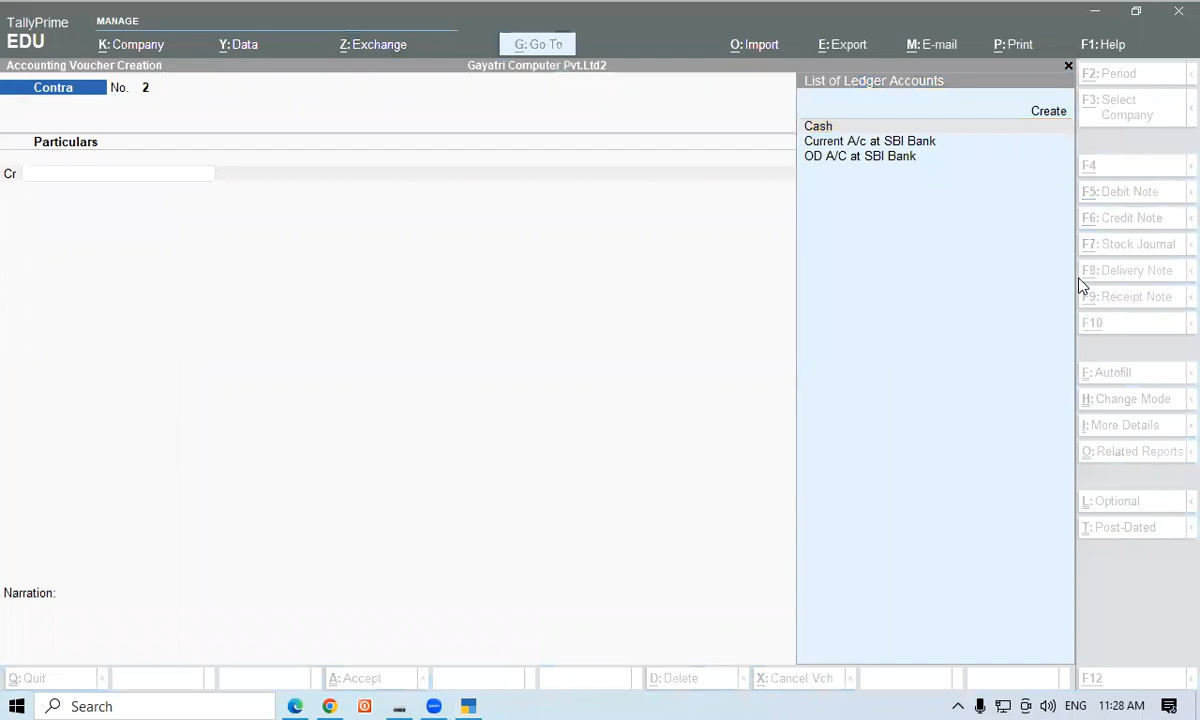 TallyPrime
EDU
MANAGE
K: Company
Y: Data
Z: Exchange
G: Go To
O: Import
E: Export
M: E-mail
P: Print
F1: Help
Accounting Voucher Creation
Gayatri Computer Pvt.Ltd2
Contra
No. 2
Particulars
Cr
Narration:
List of Ledger Accounts
Create
Cash
Current A/c at SBI Bank
OD A/C at SBI Bank
F2: Period
F3: Select
Company
F4
F5: Debit Note
F6: Credit Note
F7: Stock Journal
F8: Delivery Note
F9: Receipt Note
F10
F: Autofill
H: Change Mode
I: More Details
O: Related Reports
L: Optional
T: Post-Dated
Q: Quit
A: Accept
D: Delete
X: Cancel Vch
F12
Search
ENG
11:28 AM